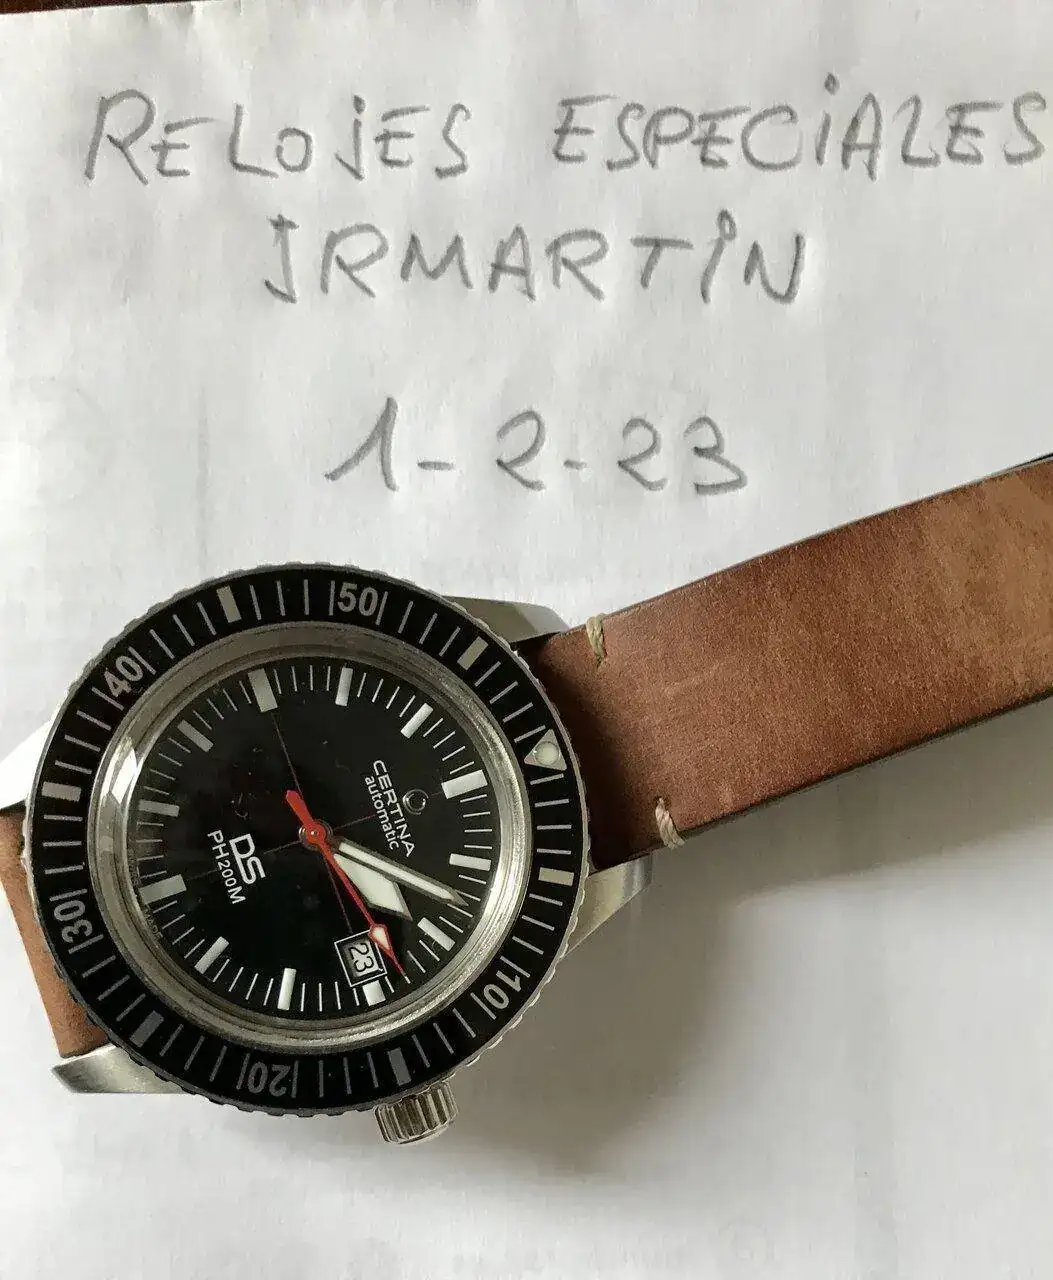 RELOJES ESPECIALES
JRMARTIN
1-2-23
50
40
30
20
10
CERTINA
automatic
DS
PH200M
23